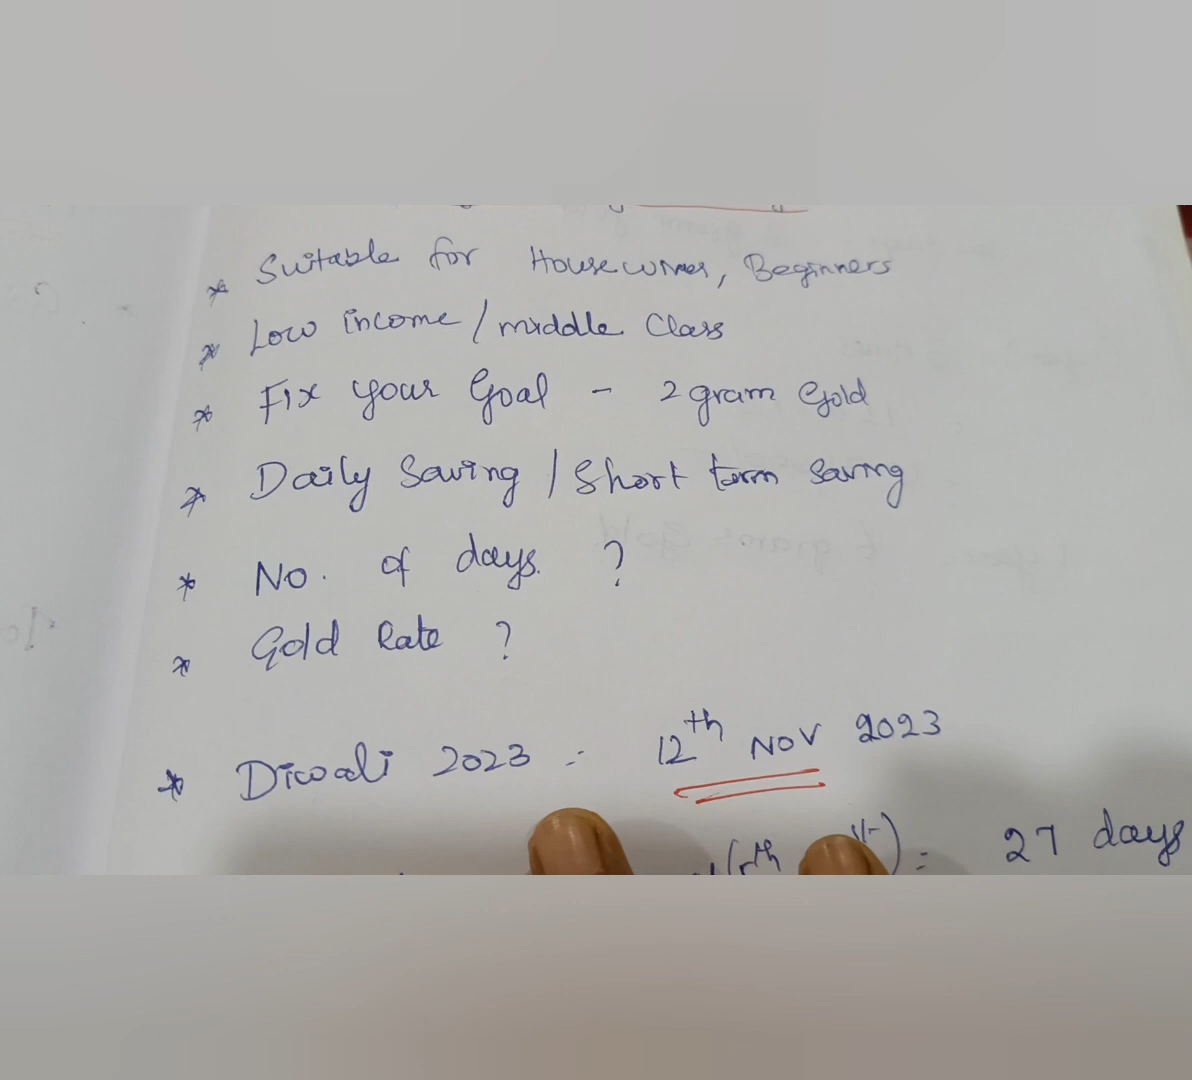 * Suitable for Housewives, Beginners
* Low income / middle Class
* Fix your Goal - 2 gram Gold
* Daily Saving / Short term Saving
* No. of days. ?
* Gold Rate ?
* Diwali 2023 :- 12th NOV 2023
27 days